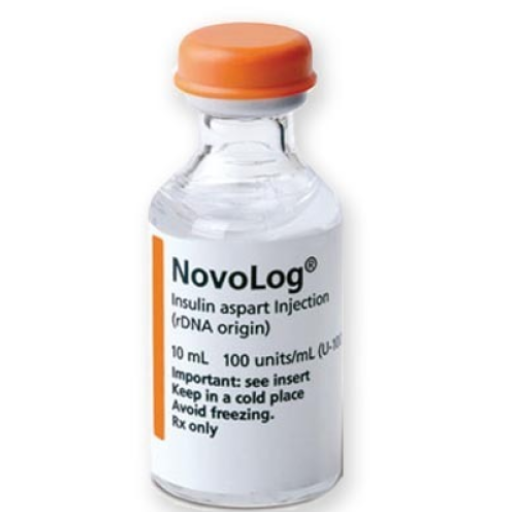 NovoLog®
Insulin aspart Injection
(rDNA origin)
10 mL 100 units/mL (U-100
Important: see insert
Keep in a cold place
Avoid freezing.
Rx only